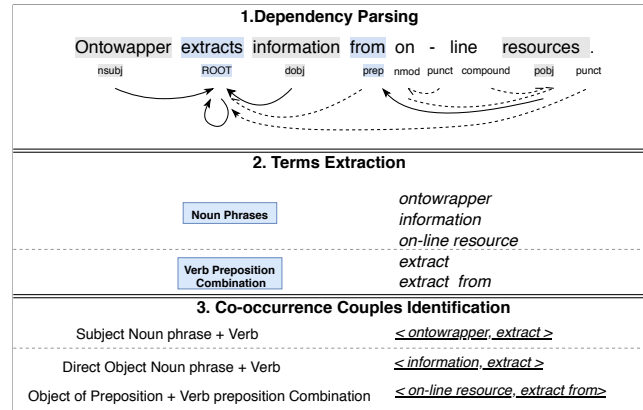 1.Dependency Parsing
Ontowapper extracts information from on - line resources .
nsubj ROOT dobj prep nmod punct compound pobj punct
2. Terms Extraction
Noun Phrases
ontowrapper
information
on-line resource
Verb Preposition
Combination
extract
extract from
3. Co-occurrence Couples Identification
Subject Noun phrase + Verb < ontowrapper, extract >
Direct Object Noun phrase + Verb < information, extract >
Object of Preposition + Verb preposition Combination < on-line resource, extract from>